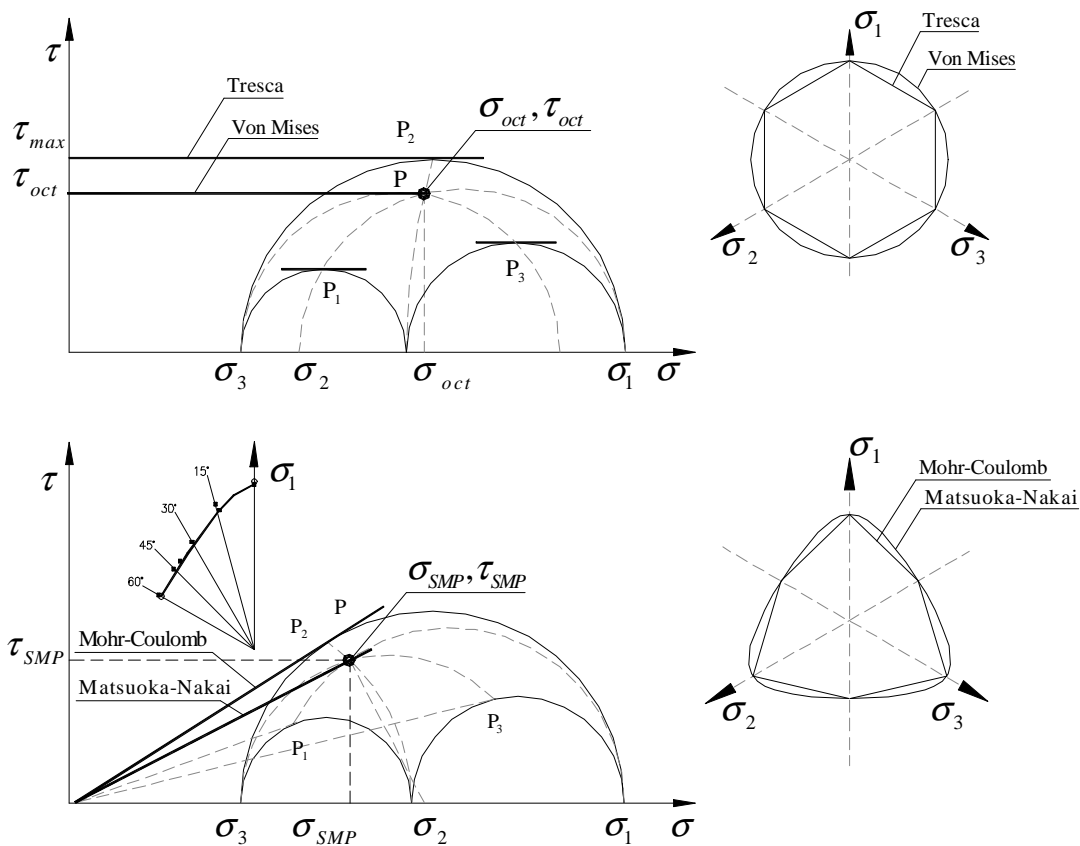 τ
Tresca
Von Mises
τmax
τoct
P2
σoct, τoct
P
P1
P3
σ3
σ2
σoct
σ1
σ
σ1
Tresca
Von Mises
σ2
σ3
τ
σ1
15°
30°
45°
60°
σSMP, τSMP
P
P2
Mohr-Coulomb
τSMP
Matsuoka-Nakai
P1
P3
σ3
σSMP
σ2
σ1
σ
σ1
Mohr-Coulomb
Matsuoka-Nakai
σ2
σ3